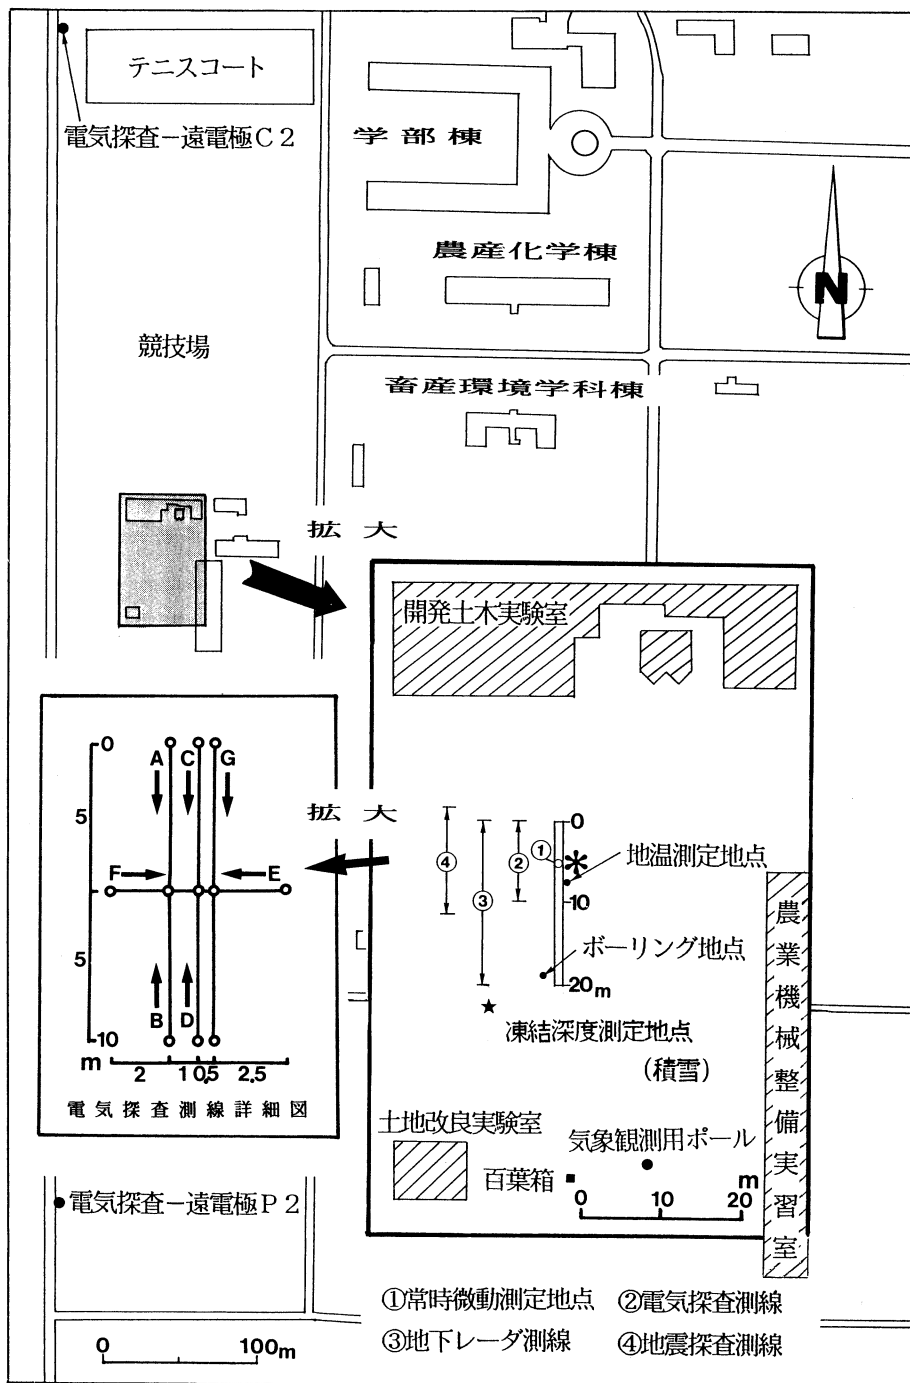 テニスコート
電気探査－遠電極C2
学部棟
農産化学棟
N
競技場
畜産環境学科棟
拡大
開発土木実験室
0
A C G
5
F E
5
B D
10
m
2 1 0.5 2.5
電気探査測線詳細図
拡大
④
③
②
①
0
地温測定地点
10
ボーリング地点
20m
★
凍結深度測定地点
(積雪)
農業機械整備実習室
土地改良実験室
気象観測用ポール
百葉箱
m
0 10 20
電気探査－遠電極P2
①常時微動測定地点 ②電気探査測線
③地下レーダ測線 ④地震探査測線
0 100m